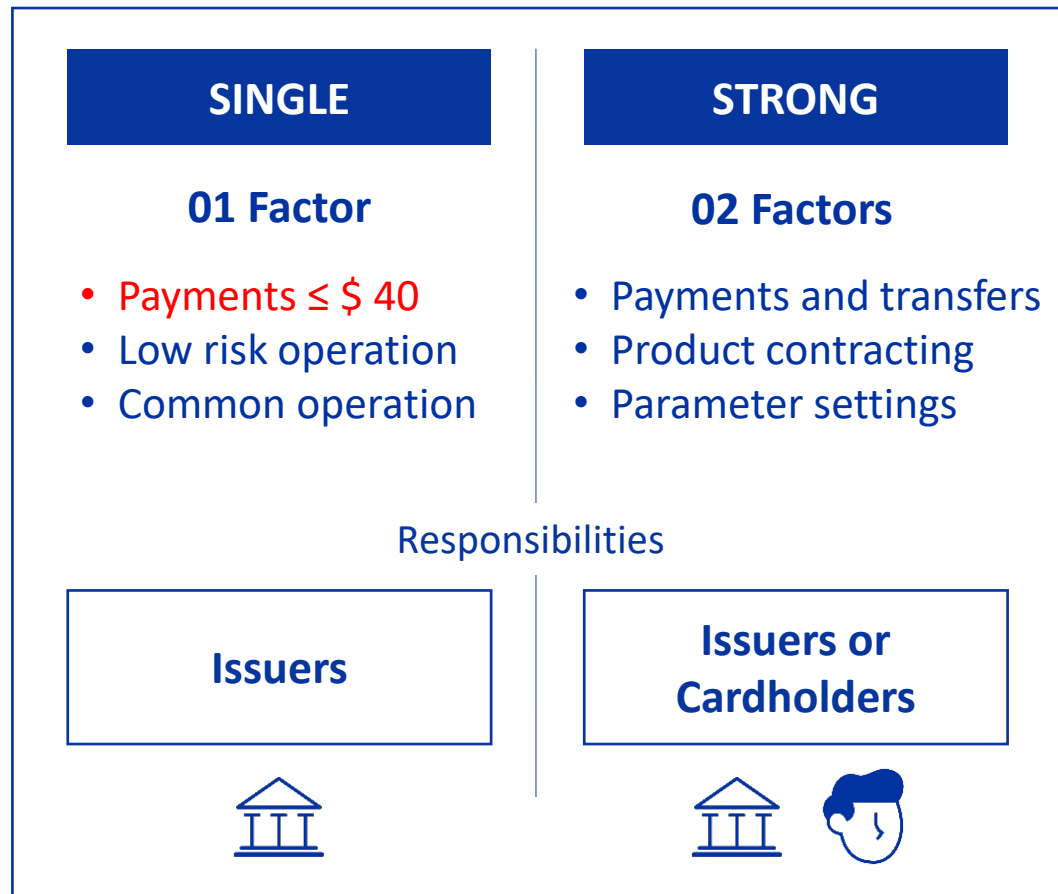 SINGLE
01 Factor
• Payments ≤ $ 40
• Low risk operation
• Common operation
STRONG
02 Factors
• Payments and transfers
• Product contracting
• Parameter settings
Responsibilities
Issuers
Issuers or
Cardholders